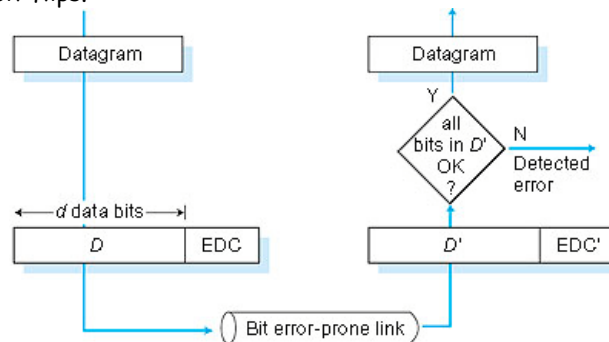 Datagram
Datagram
Y
all
bits in D'
OK
?
N
Detected
error
d data bits
D
EDC
D'
EDC'
Bit error-prone link